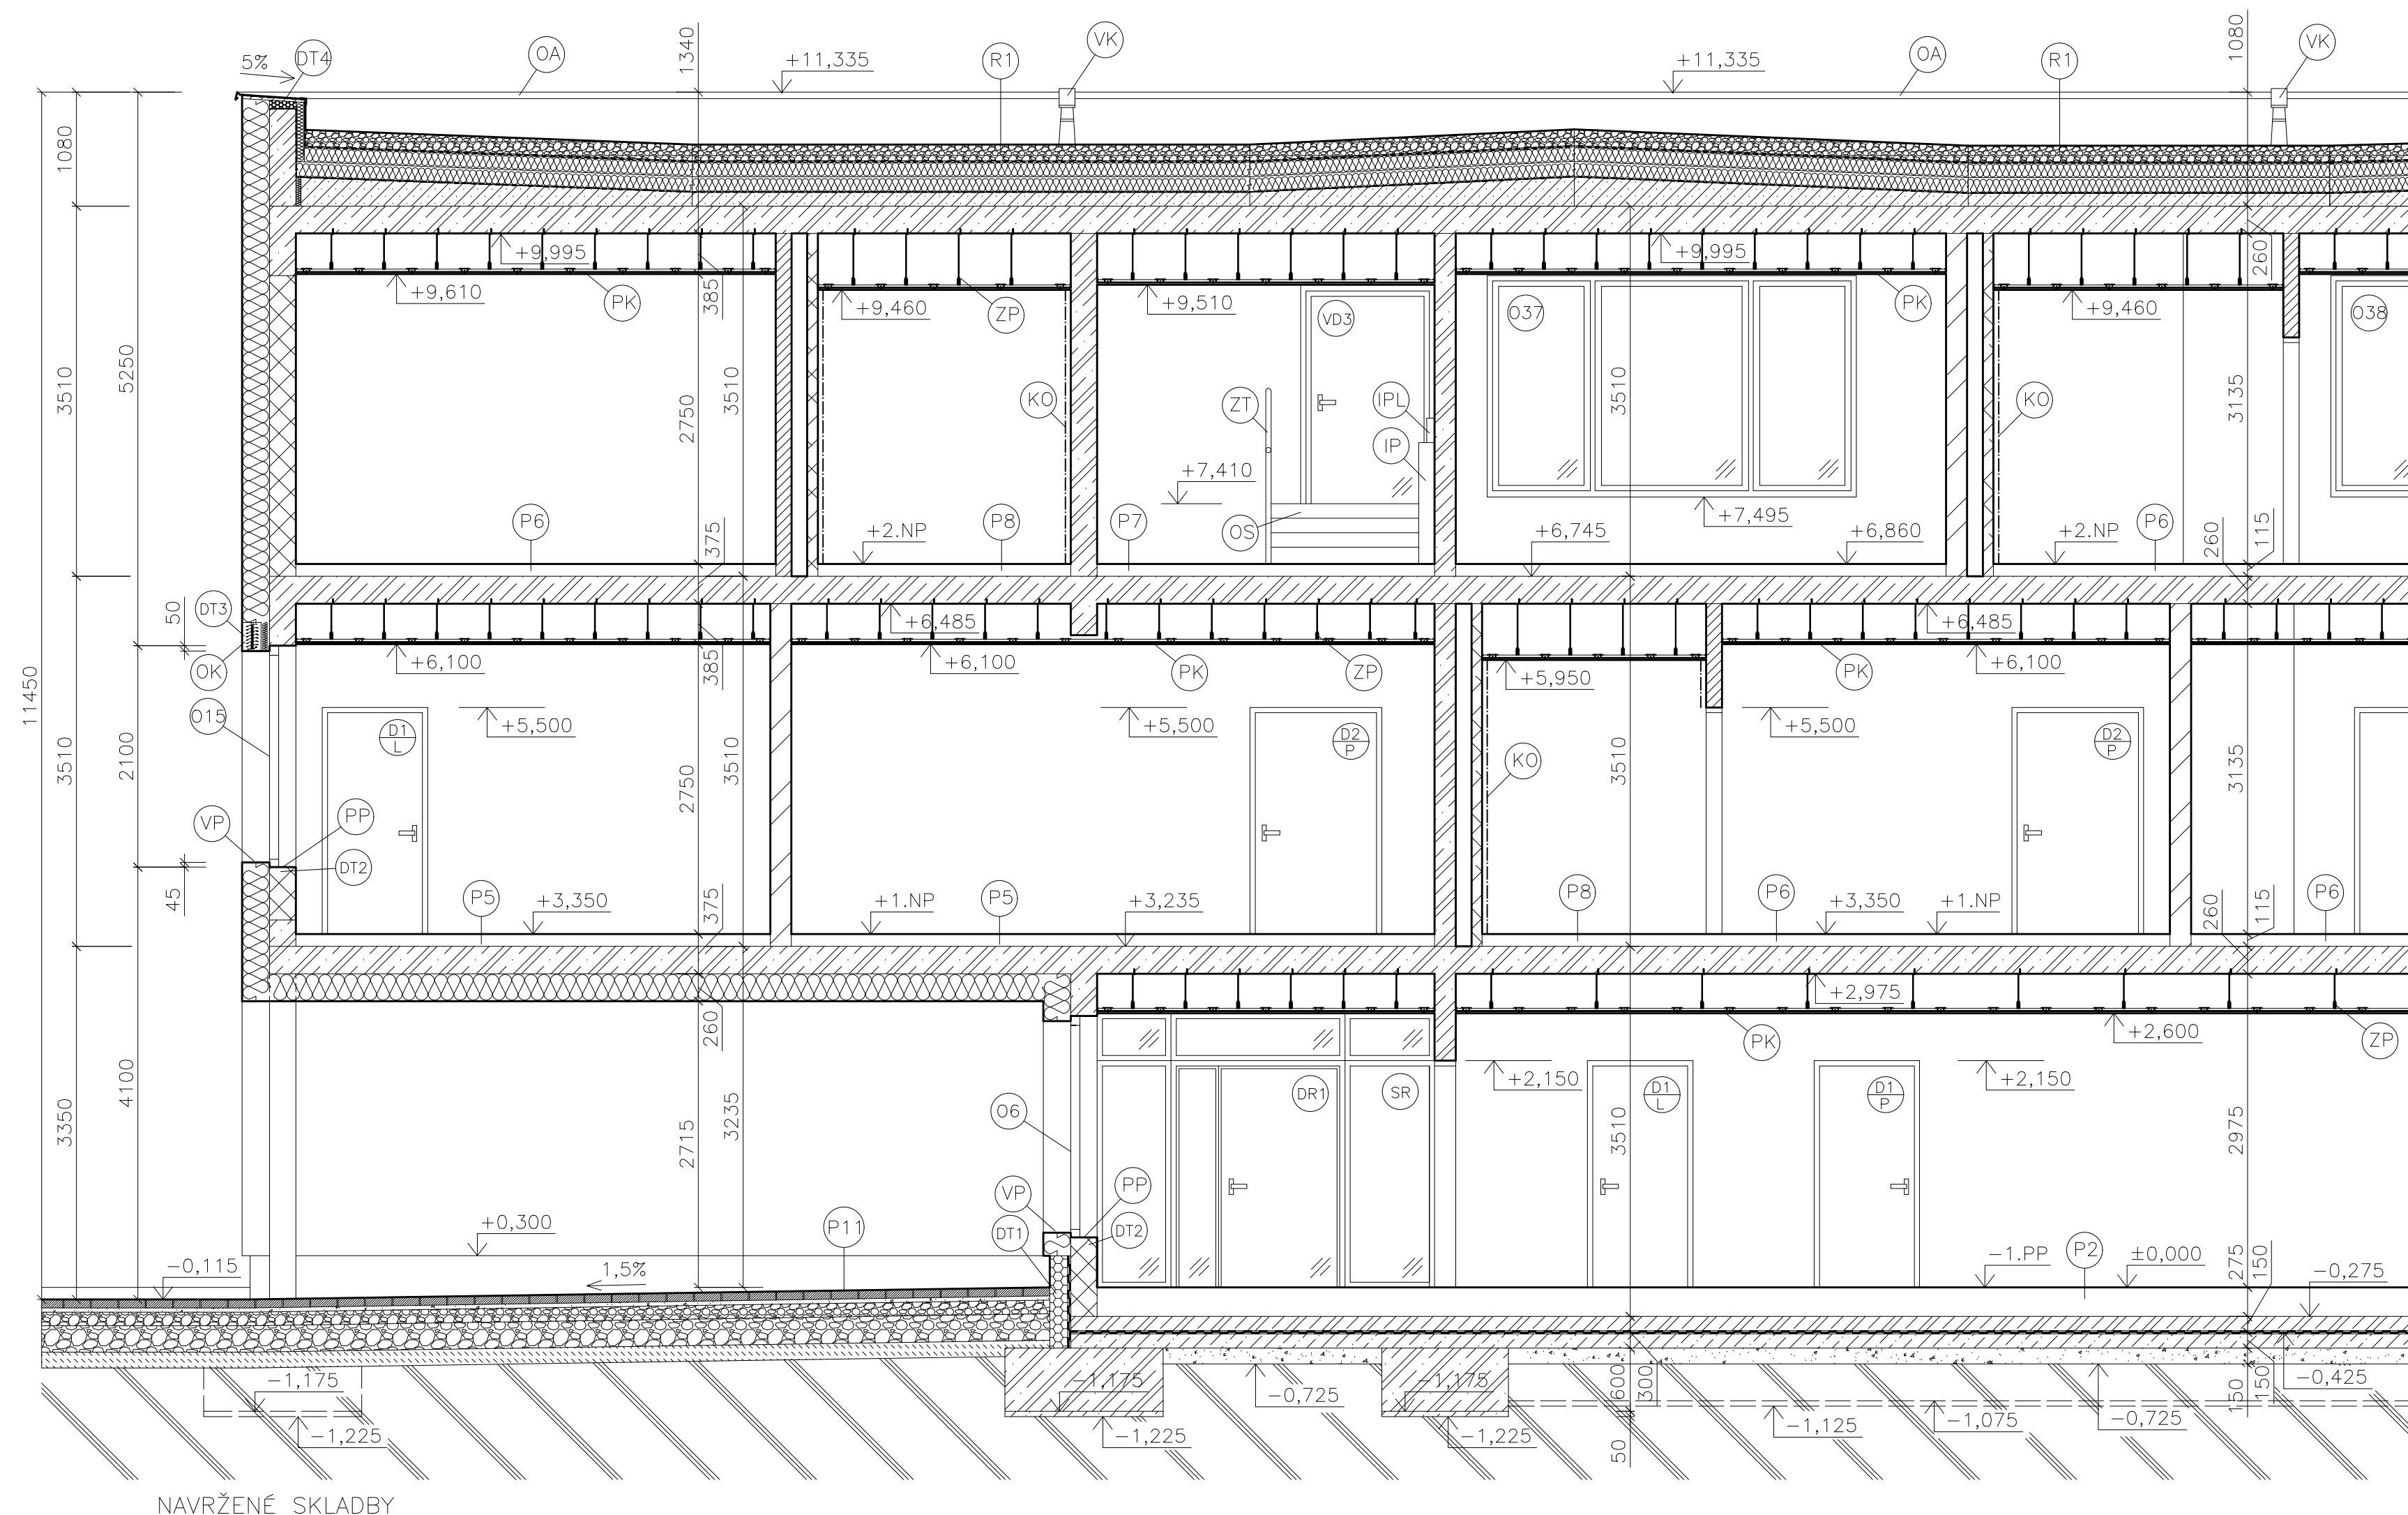 5%
DT4
OA
1340
+11,335
R1
VK
+11,335
OA
R1
1080
VK
1080
+9,995
+9,610
PK
385
+9,460
ZP
+9,510
VD3
+9,995
O37
PK
260
+9,460
O38
3510
5250
2750
3510
KO
ZT
IPL
IP
3510
3135
KO
+7,410
OS
+7,495
P6
375
+2.NP
P8
P7
+6,745
+6,860
+2.NP
P6
260
115
DT3
50
OK
+6,485
+6,485
+6,100
385
+6,100
PK
ZP
+5,950
PK
+6,100
11450
O15
D1
L
+5,500
+5,500
D2
P
+5,500
D2
P
3510
2100
2750
3510
3510
3135
KO
VP
PP
DT2
45
P5
+3,350
375
+1.NP
P5
+3,235
P8
P6
+3,350
+1.NP
260
115
P6
+2,975
260
PK
+2,600
ZP
3350
4100
2715
3235
O6
DR1
SR
+2,150
D1
L
D1
P
+2,150
3510
2975
VP
PP
DT1
DT2
+0,300
P11
-0,115
1,5%
-1.PP
P2
±0,000
275
150
-0,275
-1,175
-1,225
-1,175
-1,225
-0,725
-1,175
-1,225
600
300
50
-1,125
-1,075
-0,725
150
150
-0,425
NAVRŽENÉ SKLADBY